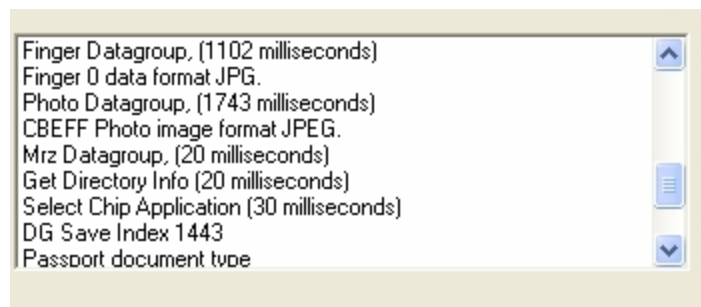 Finger Datagroup, (1102 milliseconds)
Finger 0 data format JPG.
Photo Datagroup, (1743 milliseconds)
CBEFF Photo image format JPEG.
Mrz Datagroup, (20 milliseconds)
Get Directory Info (20 milliseconds)
Select Chip Application (30 milliseconds)
DG Save Index 1443
Passport document type